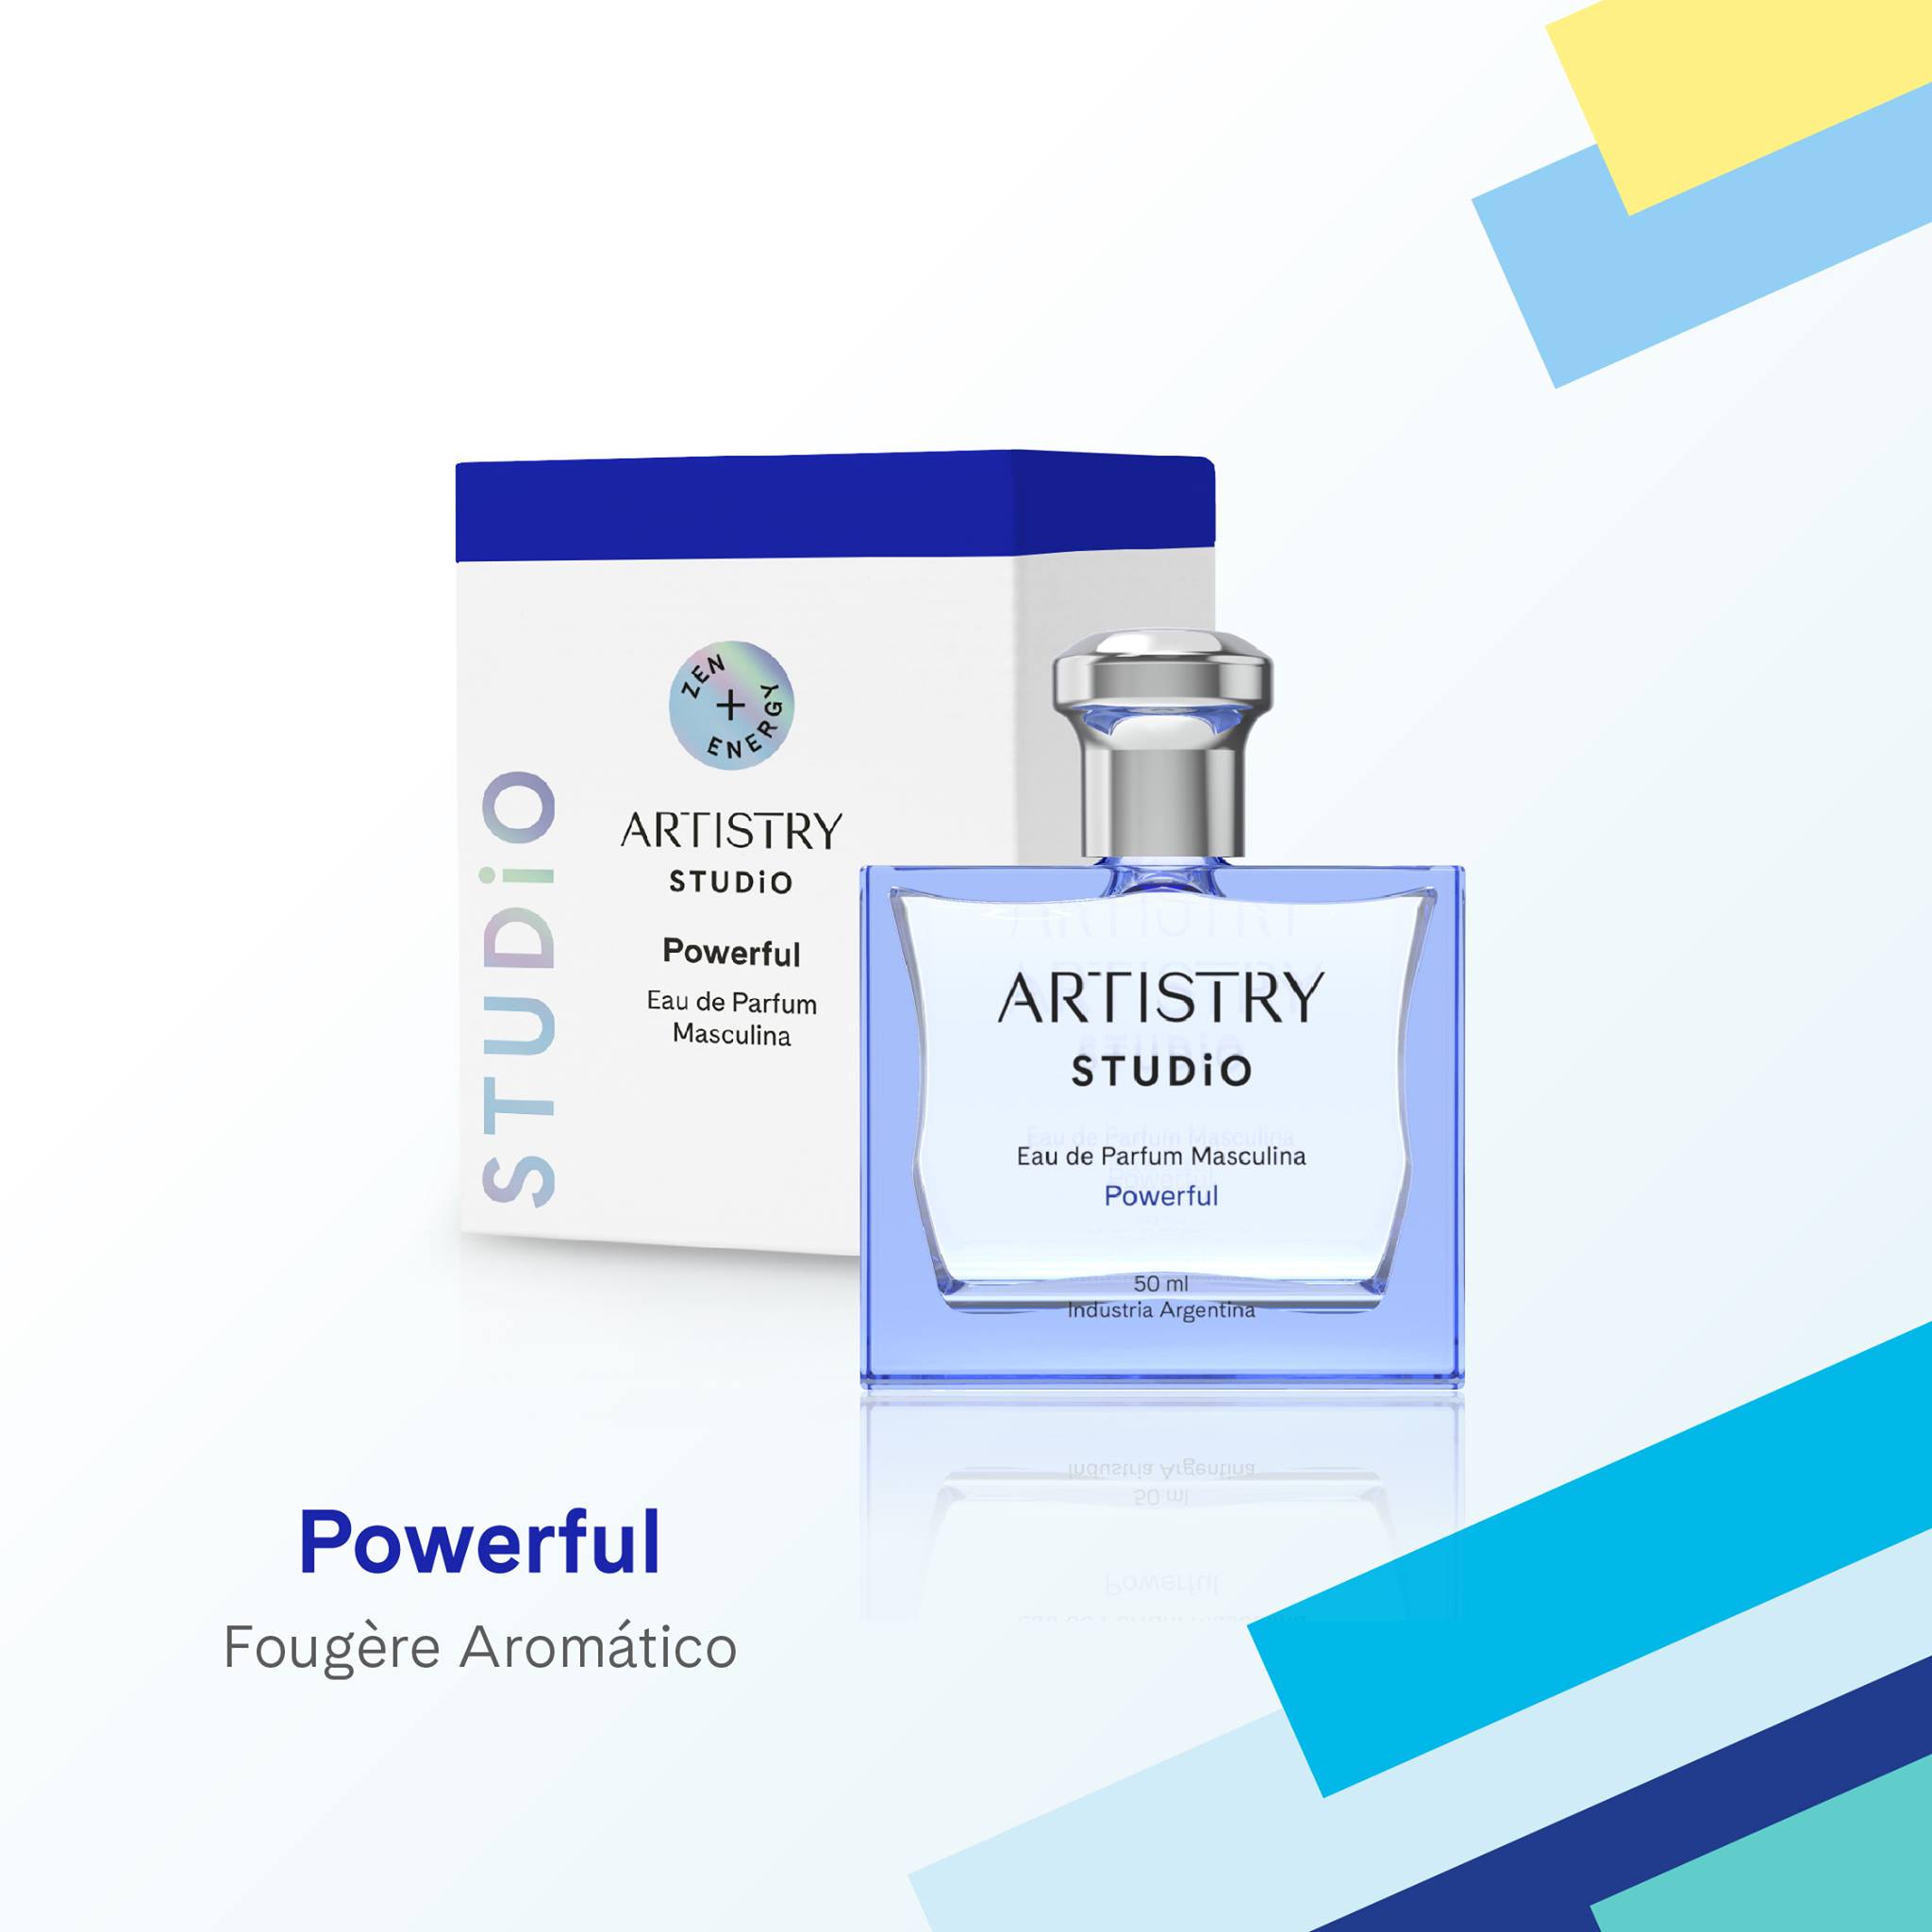 ZEN
+
ENERGY
STUDiO
ARTISTRY
STUDiO
Powerful
Eau de Parfum
Masculina
ARTISTRY
STUDiO
Eau de Parfum Masculina
Powerful
50 ml
Industria Argentina
Powerful
Fougère Aromático